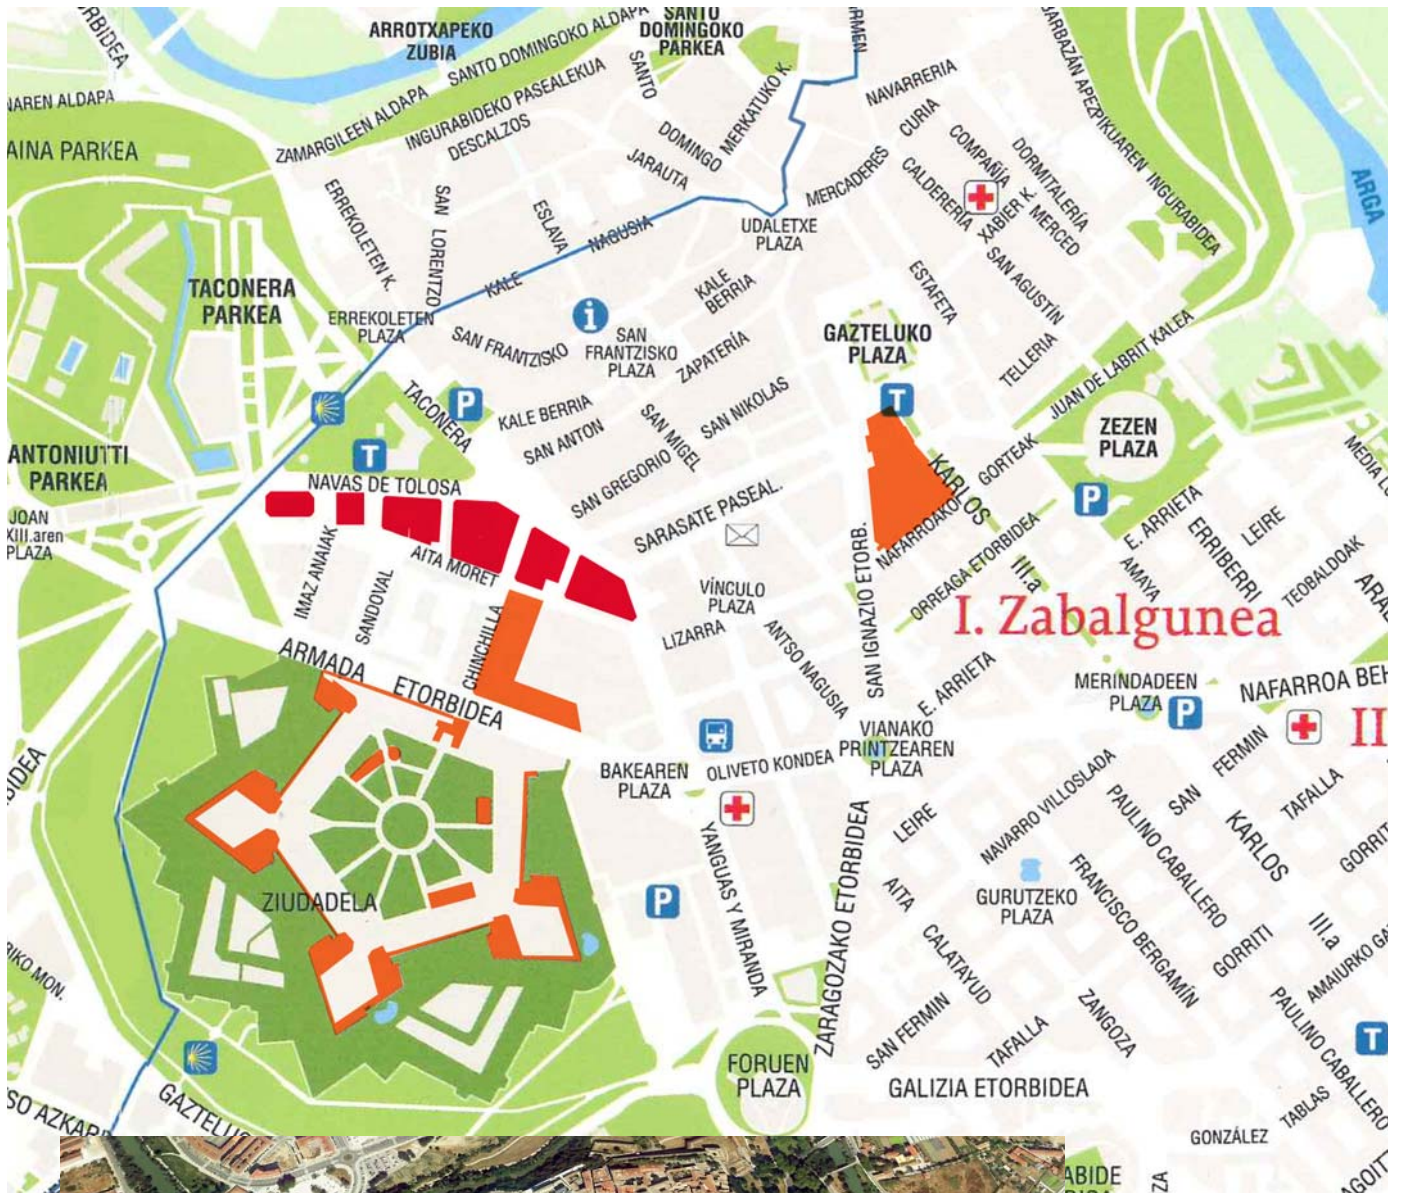 ARROTXAPEKO
ZUBIA
SANTO DOMINGOKO ALDAPA
SANTO
DOMINGOKO
PARKEA
NAREN ALDAPA
AINA PARKEA
ZAMARGILEEN ALDAPA
INGURABIDEKO PASEALEKUA
DESCALZOS
SANTO
DOMINGO
MERKATUKO K.
JARAUTA
NAVARRERIA
CURIA
COMPAÑÍA
DORMITALERÍA
CALDERERÍA
XABIER K.
MERCED
SAN AGUSTÍN
MERCADERES
UDALETXE
PLAZA
ARGA
ERREKOLETEN K.
SAN LORENTZO
ESLAVA
KALE NAGUSIA
TACONERA
PARKEA
ERREKOLETEN
PLAZA
SAN FRANTZISKO
i
SAN
FRANTZISKO
PLAZA
KALE
BERRIA
ZAPATERÍA
ESTAFETA
GAZTELUKO
PLAZA
TELLERIA
JUAN DE LABRIT KALEA
TACONERA
P
KALE BERRIA
SAN ANTON
SAN MIGEL
SAN NIKOLAS
SAN GREGORIO
T
T
ZEZEN
PLAZA
P
ANTONIUTTI
PARKEA
JOAN
XIII.aren
PLAZA
NAVAS DE TOLOSA
SARASATE PASEAL.
KARLOS
III.a
GORTEAK
NAFARROAKO
ORREAGA ETORBIDEA
E. ARRIETA
AMAYA
ERRIBERRI
LEIRE
TEOBALDOAK
IMAZ ANAIAK
SANDOVAL
AITA MORET
CHINCHILLA
VÍNCULO
PLAZA
LIZARRA
ANTSO NAGUSIA
SAN IGNAZIO ETORB.
I. Zabalgunea
ARMADA ETORBIDEA
E. ARRIETA
MERINDADEEN
PLAZA
P
NAFARROA BEH
II
VIANAKO
PRINTZEAREN
PLAZA
BAKEAREN
PLAZA
OLIVETO KONDEA
YANGUAS Y MIRANDA
P
ZIUDADELA
ZARAGOZAKO ETORBIDEA
LEIRE
AITA
CALATAYUD
NAVARRO VILLOSLADA
PAULINO CABALLERO
SAN
FERMIN
TAFALLA
KARLOS
III.a
GURUTZEKO
PLAZA
FRANCISCO BERGAMÍN
GORRITI
SAN FERMIN
TAFALLA
ZANGOZA
PAULINO CABALLERO
T
FORUEN
PLAZA
GALIZIA ETORBIDEA
TABLAS
GONZÁLEZ